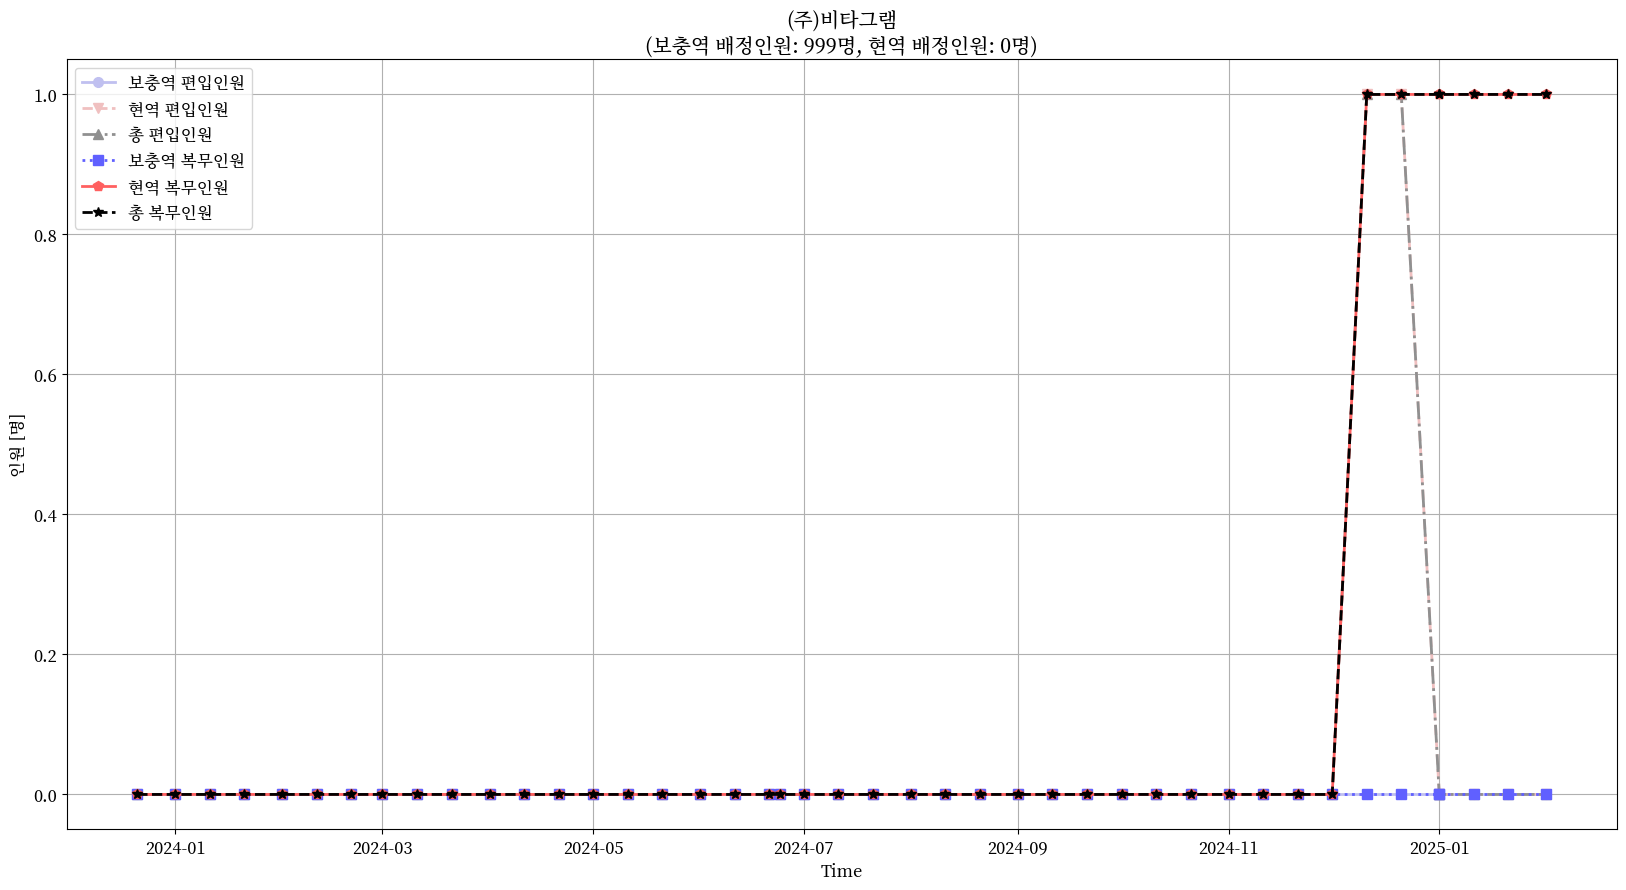 (주)비타그램
(보충역 배정인원: 999명, 현역 배정인원: 0명)
보충역 편입인원
현역 편입인원
총 편입인원
보충역 복무인원
현역 복무인원
총 복무인원
1.0
0.8
0.6
0.4
0.2
0.0
인원 [명]
2024-01
2024-03
2024-05
2024-07
2024-09
2024-11
2025-01
Time